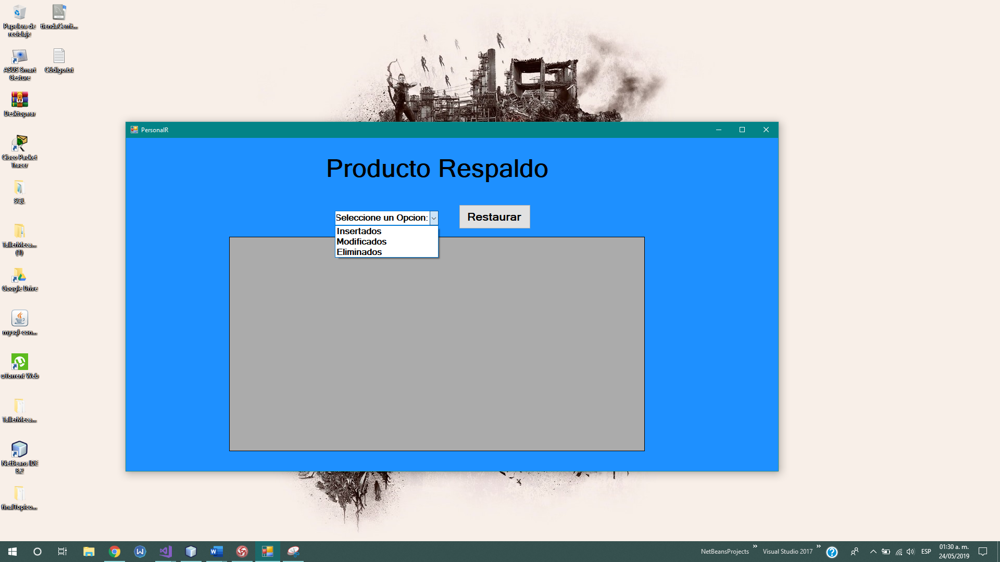 Papelera de
reciclaje
tiendaCerrit...
ASUS Smart
Gesture
Código.txt
Desktop.rar
Cisco Packet
Tracer
SQL
TallerMeca...
(1)
Google Drive
mysql-con...
uTorrent Web
TallerMeca...
NetBeans IDE
8.2
finalTopico...
PersonalR
Producto Respaldo
Seleccione un Opcion:
Restaurar
Insertados
Modificados
Eliminados
NetBeansProjects
Visual Studio 2017
ESP
01:30 a. m.
24/05/2019